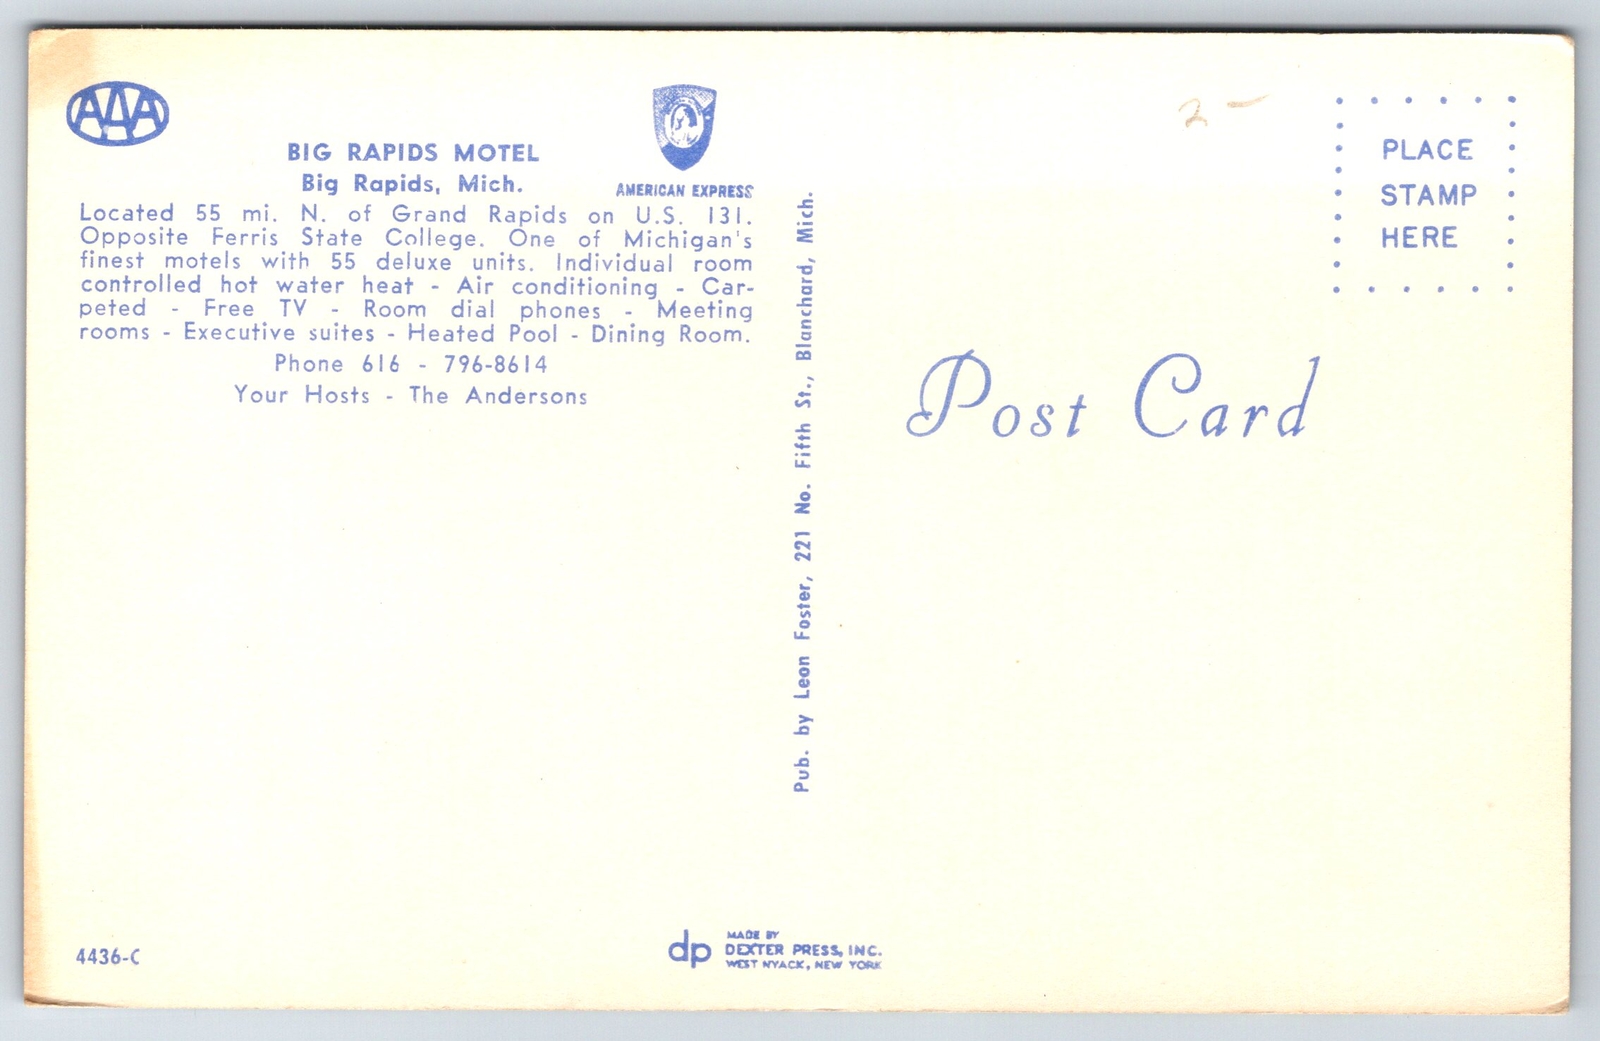 AAA
BIG RAPIDS MOTEL
Big Rapids, Mich.
AMERICAN EXPRESS
Located 55 mi. N. of Grand Rapids on U.S. 131.
Opposite Ferris State College. One of Michigan's
finest motels with 55 deluxe units. Individual room
controlled hot water heat - Air conditioning - Car-
peted - Free TV - Room dial phones - Meeting
rooms - Executive suites - Heated Pool - Dining Room.
Phone 616 - 796-8614
Your Hosts - The Andersons
4436-C
Pub. by Leon Foster, 221 No. Fifth St., Blanchard, Mich.
dp
MADE BY
DEXTER PRESS, INC.
WEST NYACK, NEW YORK
2 -
PLACE
STAMP
HERE
Post Card